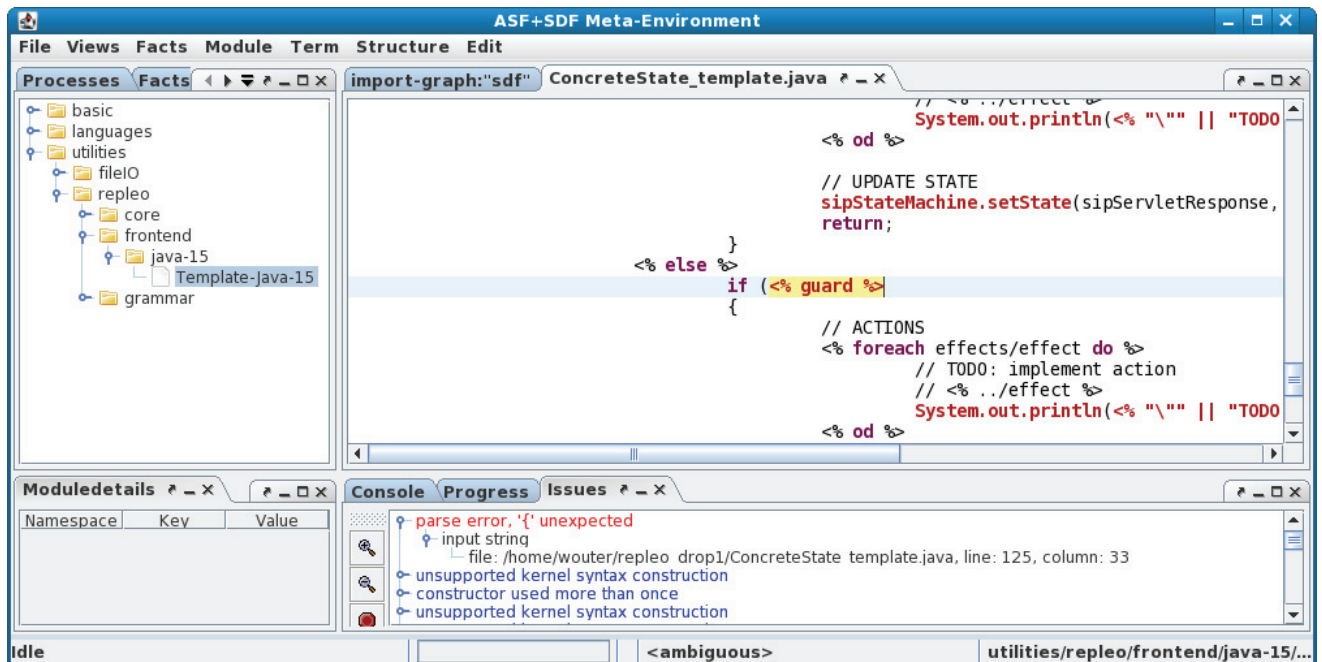 ASF+SDF Meta-Environment
File Views Facts Module Term Structure Edit
Processes Facts
basic
languages
utilities
fileIO
repleo
core
frontend
java-15
Template-Java-15
grammar
import-graph:"sdf" ConcreteState_template.java
// <% ../effect %>
System.out.println(<% "\"" || "TODO
<% od %>
// UPDATE STATE
sipStateMachine.setState(sipServletResponse,
return;
}
<% else %>
if (<% guard %>
{
// ACTIONS
<% foreach effects/effect do %>
// TODO: implement action
// <% ../effect %>
System.out.println(<% "\"" || "TODO
<% od %>
Moduledetails
Namespace Key Value
Console Progress Issues
parse error, '{' unexpected
input string
file: /home/wouter/repleo_drop1/ConcreteState_template.java, line: 125, column: 33
unsupported kernel syntax construction
constructor used more than once
unsupported kernel syntax construction
Idle
<ambiguous>
utilities/repleo/frontend/java-15/...